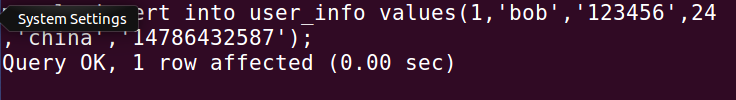 System Settings
ert into user_info values(1,'bob','123456',24
,'china','14786432587');
Query OK, 1 row affected (0.00 sec)